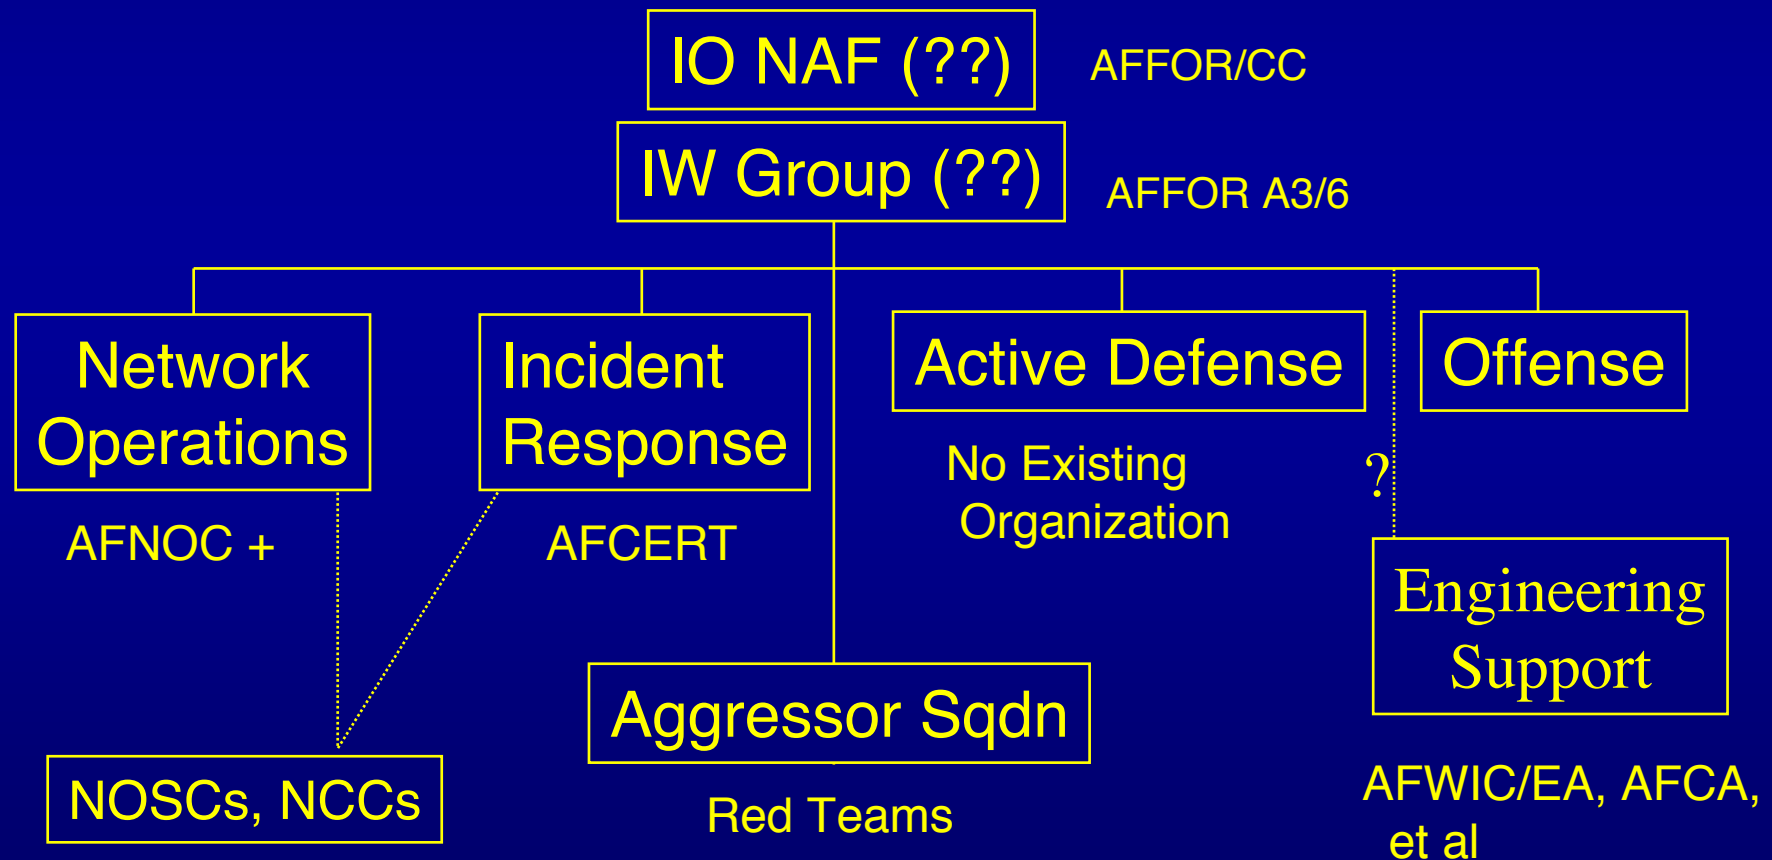 IO NAF (??)
AFFOR/CC
IW Group (??)
AFFOR A3/6
Network
Operations
AFNOC +
Incident
Response
AFCERT
Active Defense
No Existing
Organization
Offense
?
Engineering
Support
AFWIC/EA, AFCA,
et al
Aggressor Sqdn
Red Teams
NOSCs, NCCs